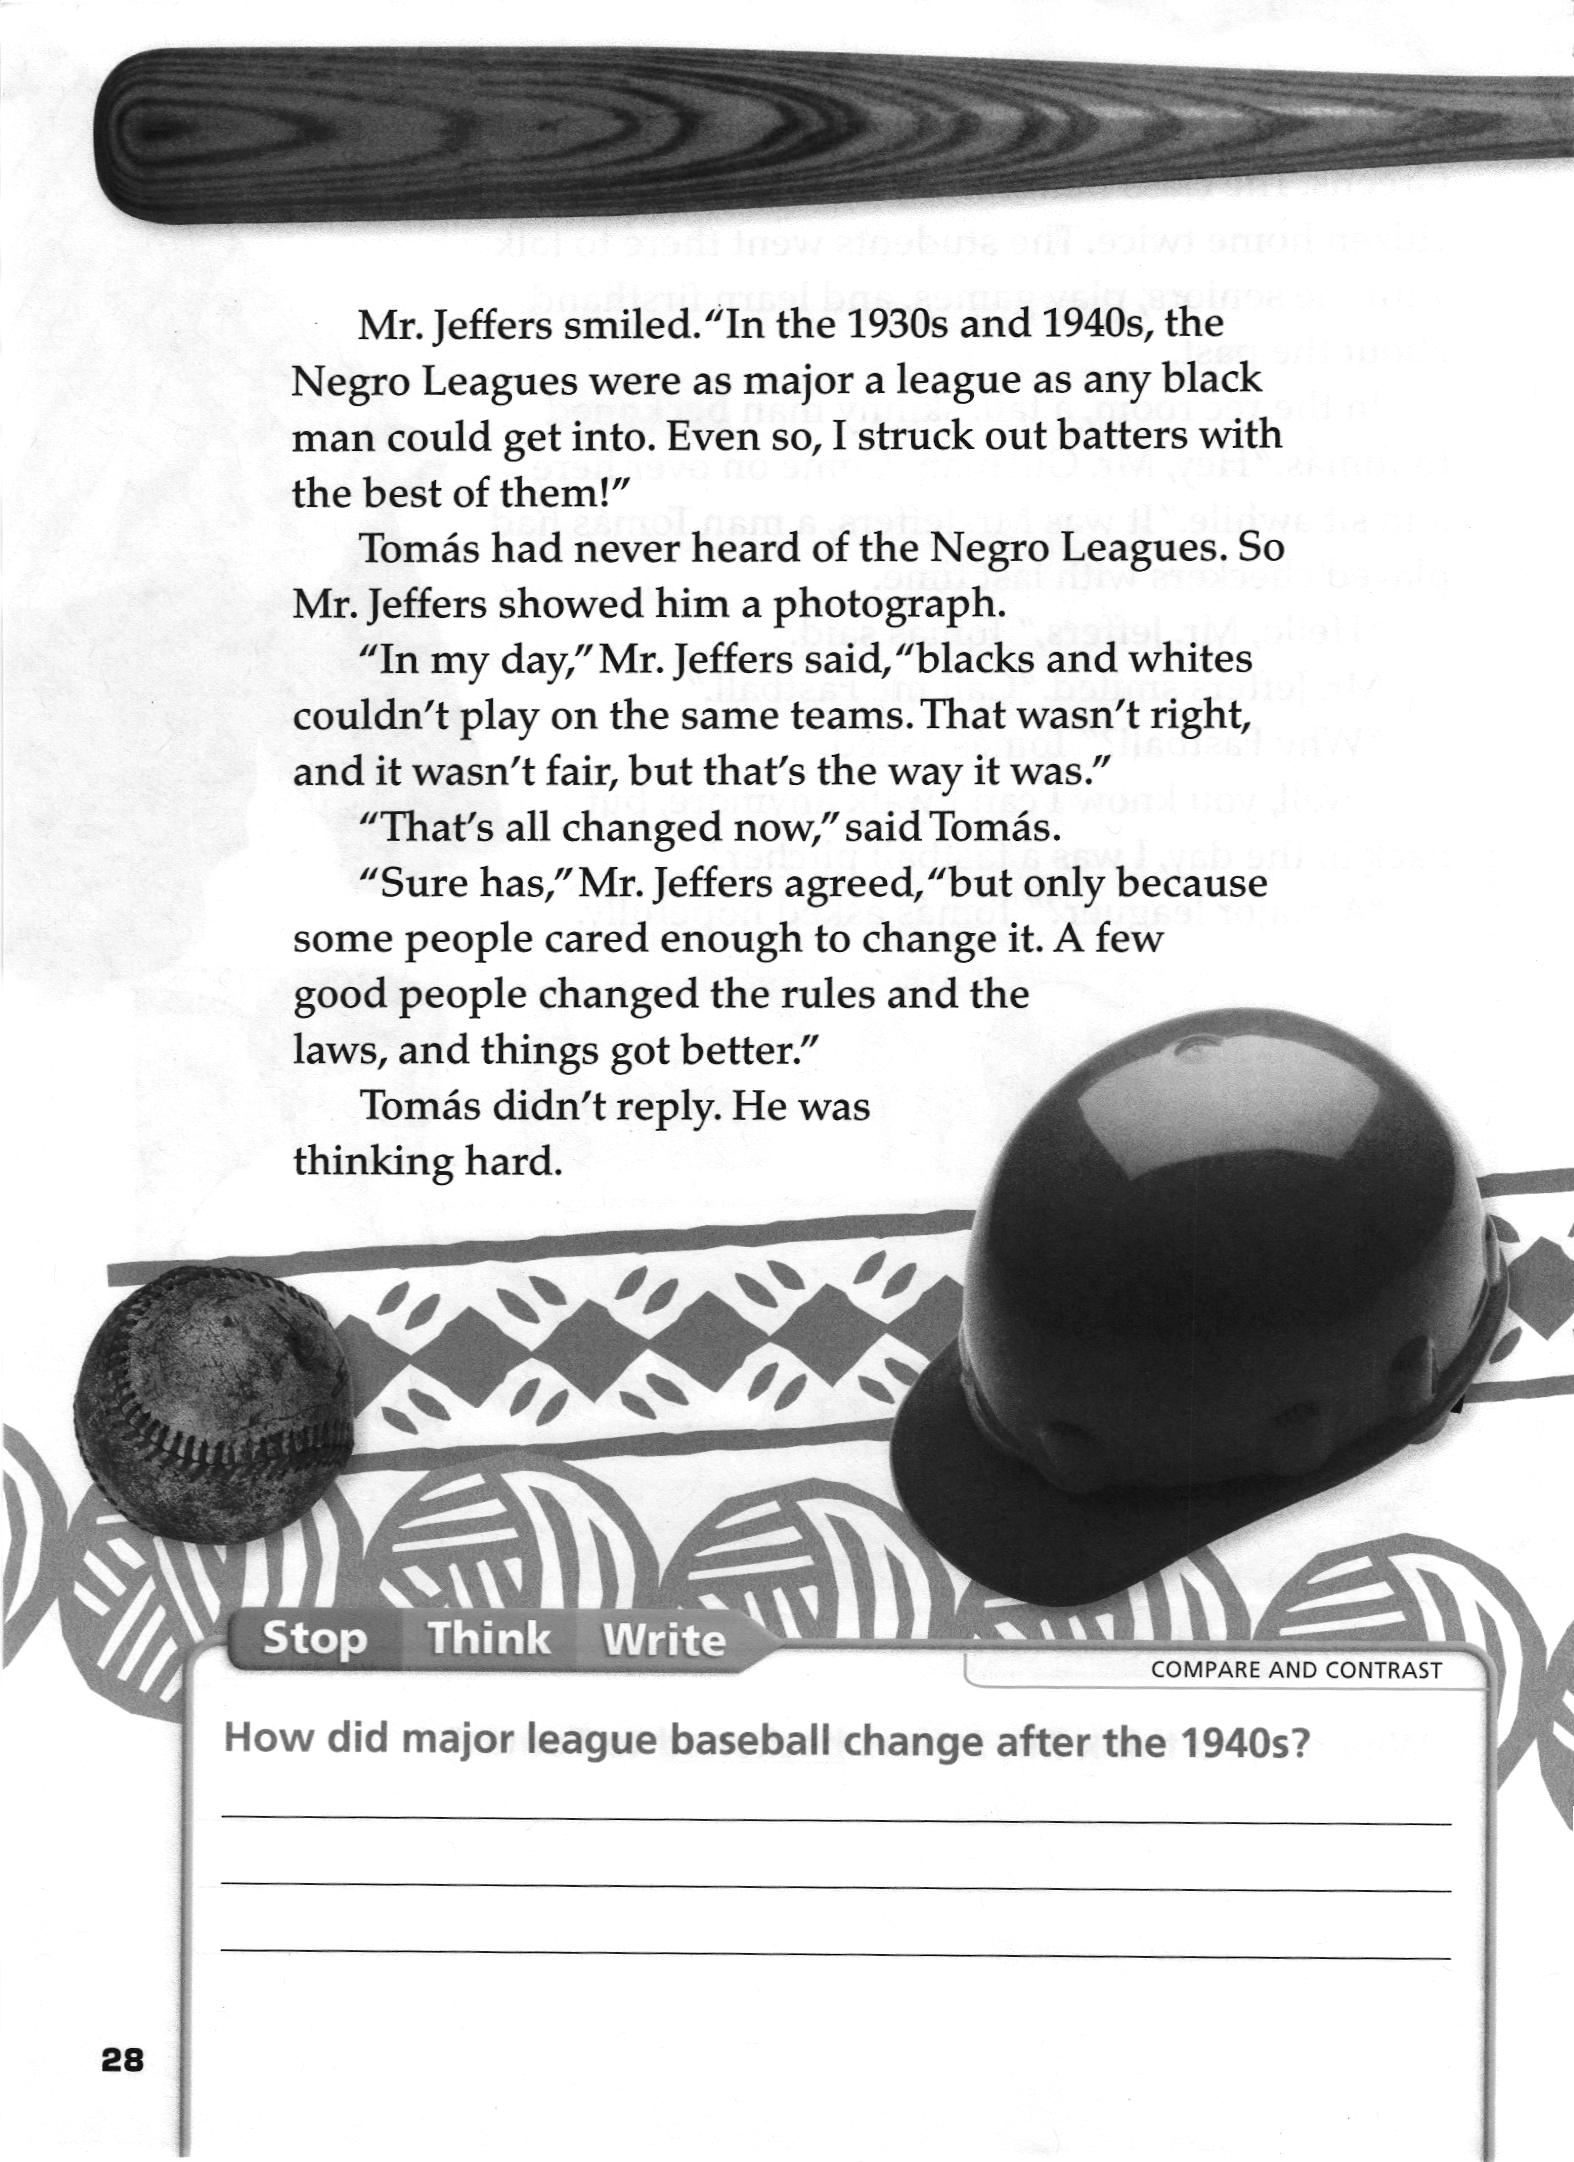 Mr. Jeffers smiled. “In the 1930s and 1940s, the
Negro Leagues were as major a league as any black
man could get into. Even so, I struck out batters with
the best of them!”
Tomás had never heard of the Negro Leagues. So
Mr. Jeffers showed him a photograph.
“In my day,” Mr. Jeffers said, “blacks and whites
couldn’t play on the same teams. That wasn’t right,
and it wasn’t fair, but that’s the way it was.”
“That’s all changed now,” said Tomás.
“Sure has,” Mr. Jeffers agreed, “but only because
some people cared enough to change it. A few
good people changed the rules and the
laws, and things got better.”
Tomás didn’t reply. He was
thinking hard.
Stop Think Write
COMPARE AND CONTRAST
How did major league baseball change after the 1940s?
28